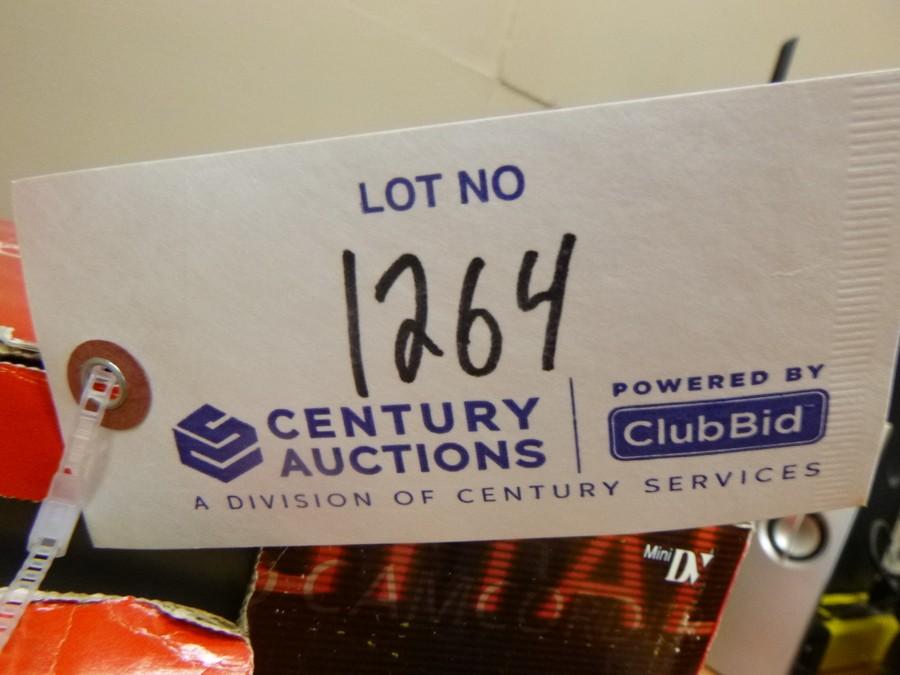 LOT NO
1264
CENTURY
AUCTIONS
POWERED BY
ClubBid
A DIVISION OF CENTURY SERVICES
Mini DV